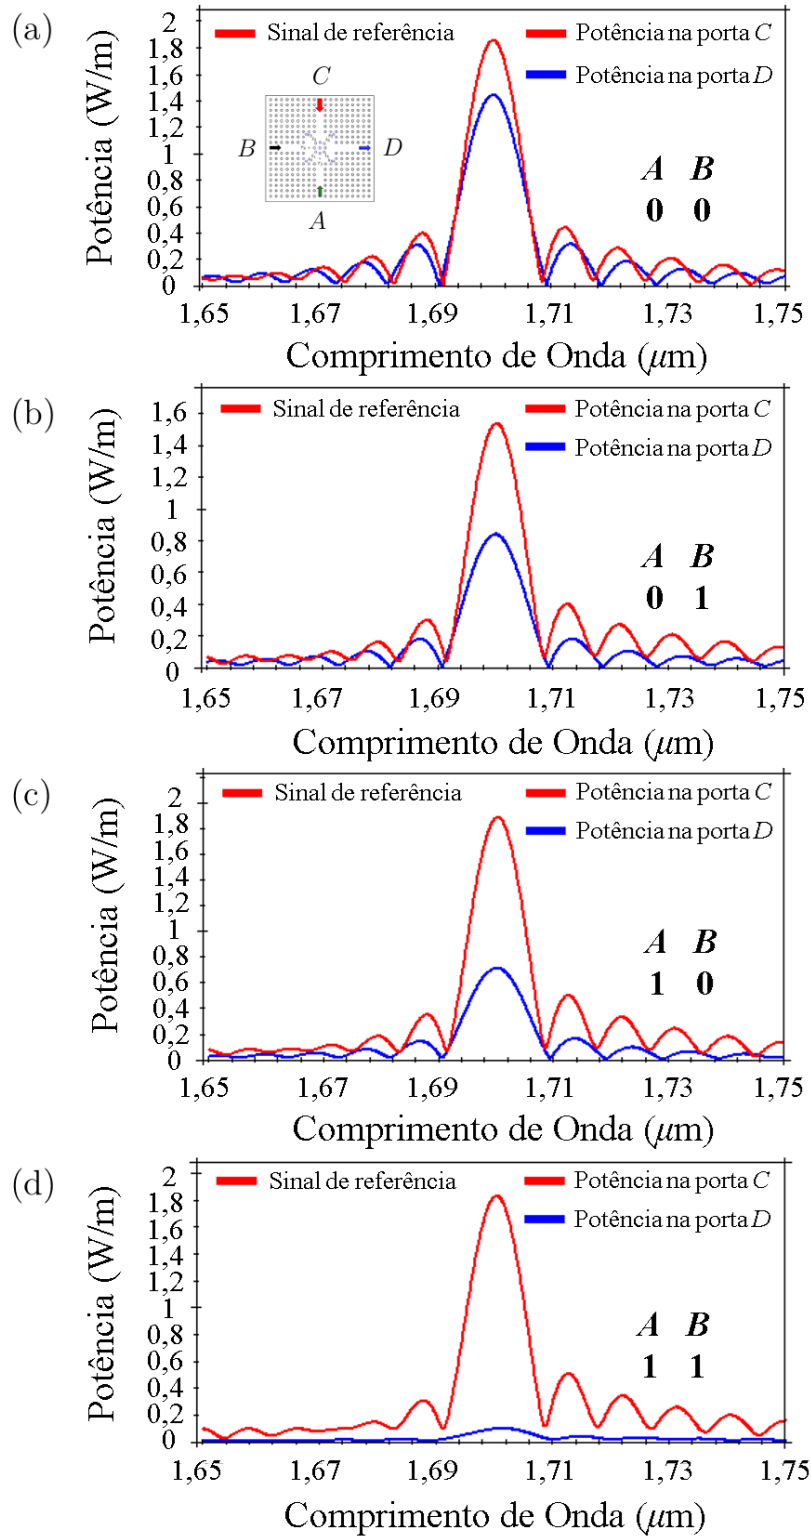 (a)
Potência (W/m)
2
1,8
1,6
1,4
1,2
1
0,8
0,6
0,4
0,2
0
Sinal de referência
Potência na porta C
Potência na porta D
C
B
D
A
A B
0 0
1,65 1,67 1,69 1,71 1,73 1,75
Comprimento de Onda (μm)
(b)
Potência (W/m)
1,6
1,4
1,2
1
0,8
0,6
0,4
0,2
0
Sinal de referência
Potência na porta C
Potência na porta D
A B
0 1
1,65 1,67 1,69 1,71 1,73 1,75
Comprimento de Onda (μm)
(c)
Potência (W/m)
2
1,8
1,6
1,4
1,2
1
0,8
0,6
0,4
0,2
0
Sinal de referência
Potência na porta C
Potência na porta D
A B
1 0
1,65 1,67 1,69 1,71 1,73 1,75
Comprimento de Onda (μm)
(d)
Potência (W/m)
2
1,8
1,6
1,4
1,2
1
0,8
0,6
0,4
0,2
0
Sinal de referência
Potência na porta C
Potência na porta D
A B
1 1
1,65 1,67 1,69 1,71 1,73 1,75
Comprimento de Onda (μm)